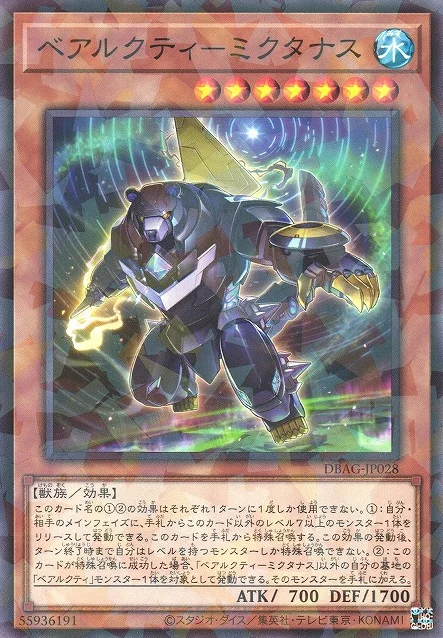 ベアルクティーミクタナス
水
DBAG-JP028
【獣族／効果】
このカード名の①②の効果はそれぞれ1ターンに1度しか使用できない。①：自分・
相手のメインフェイズに、手札からこのカード以外のレベル7以上のモンスター1体を
リリースして発動できる。このカードを手札から特殊召喚する。この効果の発動後、
ターン終了時まで自分はレベルを持つモンスターしか特殊召喚できない。②：この
カードが特殊召喚に成功した場合、「ベアルクティ－ミクタナス」以外の自分の墓地の
「ベアルクティ」モンスター1体を対象として発動できる。そのモンスターを手札に加える。
ATK/ 700 DEF/1700
55936191
©スタジオ・ダイス／集英社・テレビ東京・KONAMI